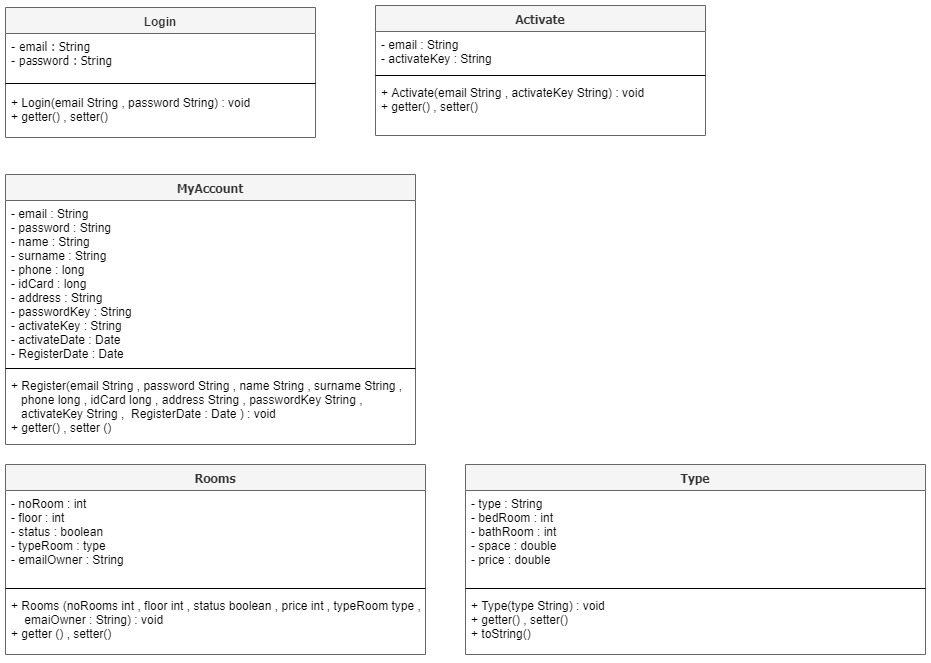 Login
- email : String
- password : String
+ Login(email String , password String) : void
+ getter() , setter()
Activate
- email : String
- activateKey : String
+ Activate(email String , activateKey String) : void
+ getter() , setter()
MyAccount
- email : String
- password : String
- name : String
- surname : String
- phone : long
- idCard : long
- address : String
- passwordKey : String
- activateKey : String
- activateDate : Date
- RegisterDate : Date
+ Register(email String , password String , name String , surname String ,
phone long , idCard long , address String , passwordKey String ,
activateKey String , RegisterDate : Date ) : void
+ getter() , setter ()
Rooms
- noRoom : int
- floor : int
- status : boolean
- typeRoom : type
- emailOwner : String
+ Rooms (noRooms int , floor int , status boolean , price int , typeRoom type ,
emaiOwner : String) : void
+ getter () , setter()
Type
- type : String
- bedRoom : int
- bathRoom : int
- space : double
- price : double
+ Type(type String) : void
+ getter() , setter()
+ toString()